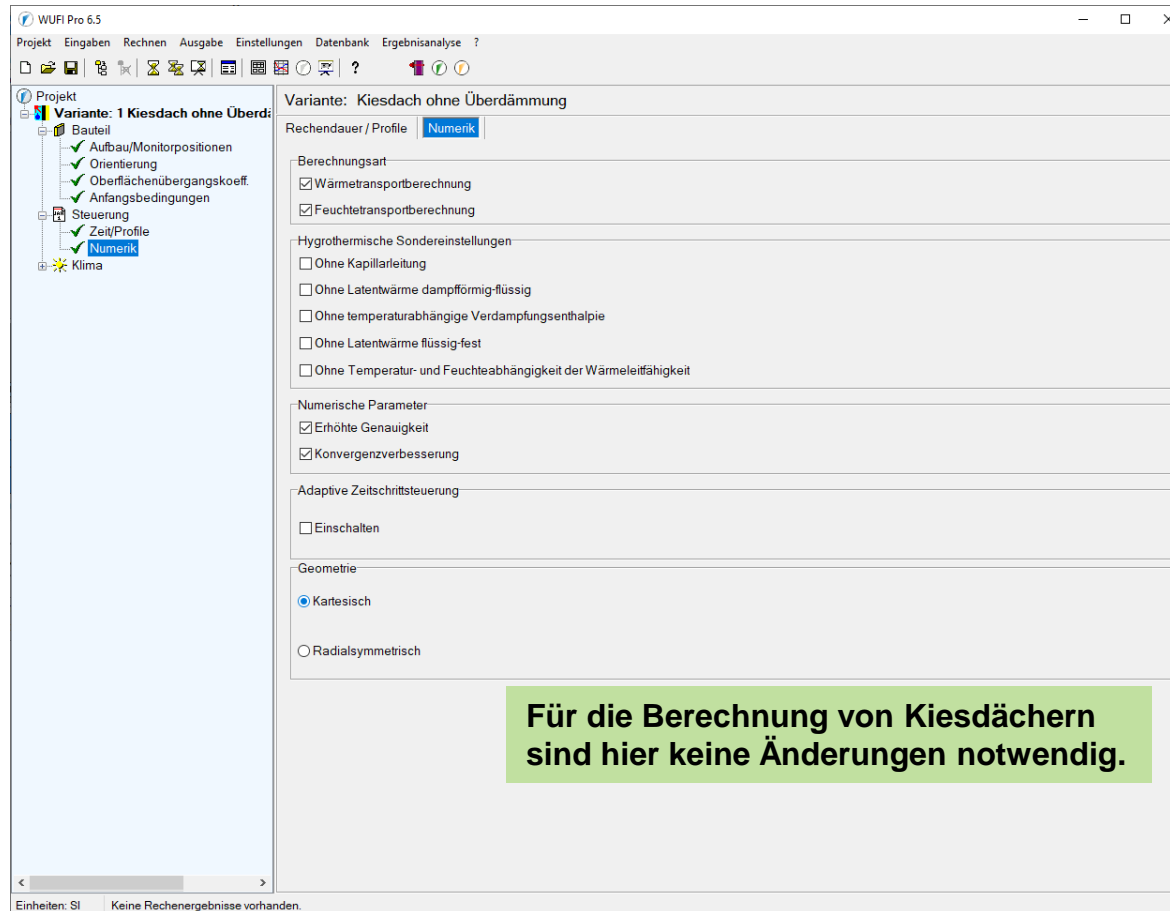 WUFI Pro 6.5
Projekt Eingaben Rechnen Ausgabe Einstellungen Datenbank Ergebnisanalyse ?
Projekt
Variante: 1 Kiesdach ohne Überdä
Bauteil
Aufbau/Monitorpositionen
Orientierung
Oberflächenübergangskoeff.
Anfangsbedingungen
Steuerung
Zeit/Profile
Numerik
Klima
Variante: Kiesdach ohne Überdämmung
Rechendauer / Profile Numerik
Berechnungsart
Wärmetransportberechnung
Feuchtetransportberechnung
Hygrothermische Sondereinstellungen
Ohne Kapillarleitung
Ohne Latentwärme dampfförmig-flüssig
Ohne temperaturabhängige Verdampfungsenthalpie
Ohne Latentwärme flüssig-fest
Ohne Temperatur- und Feuchteabhängigkeit der Wärmeleitfähigkeit
Numerische Parameter
Erhöhte Genauigkeit
Konvergenzverbesserung
Adaptive Zeitschrittsteuerung
Einschalten
Geometrie
Kartesisch
Radialsymmetrisch
Für die Berechnung von Kiesdächern
sind hier keine Änderungen notwendig.
Einheiten: SI Keine Rechenergebnisse vorhanden.